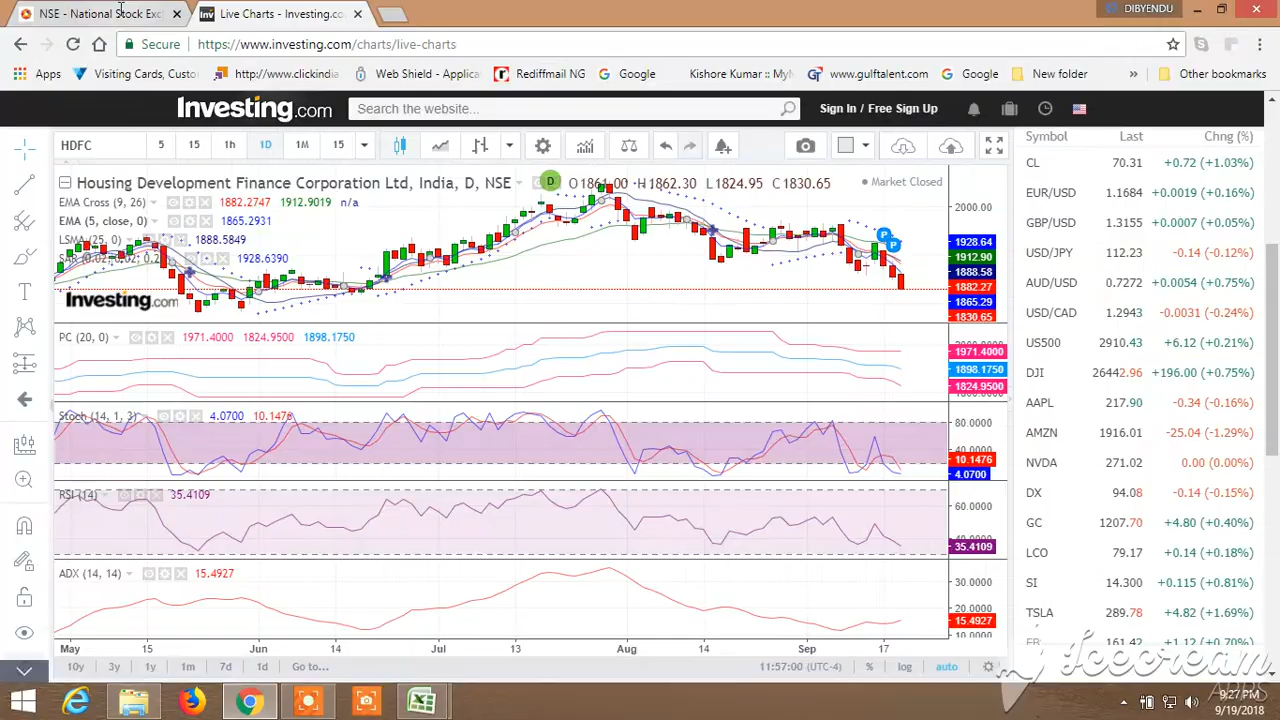 NSE - National Stock Exc
Live Charts - Investing.co
DIBYENDU
Secure
https://www.investing.com/charts/live-charts
Apps
Visiting Cards, Custo
http://www.clickindia
Web Shield - Applica
Rediffmail NG
Google
Kishore Kumar :: MyI
www.gulftalent.com
Google
New folder
»
Other bookmarks
Investing.com
Search the website...
Sign In / Free Sign Up
HDFC
5
15
1h
1D
1M
15
Symbol Last Chng (%)
CL 70.31 +0.72 (+1.03%)
EUR/USD 1.1684 +0.0019 (+0.16%)
GBP/USD 1.3155 +0.0007 (+0.05%)
USD/JPY 112.23 -0.14 (-0.12%)
AUD/USD 0.7272 +0.0054 (+0.75%)
USD/CAD 1.2943 -0.0031 (-0.24%)
US500 2910.43 +6.12 (+0.21%)
DJI 26442.96 +196.00 (+0.75%)
AAPL 217.90 -0.34 (-0.16%)
AMZN 1916.01 -25.04 (-1.29%)
NVDA 271.02 0.00 (0.00%)
DX 94.08 -0.14 (-0.15%)
GC 1207.70 +4.80 (+0.40%)
LCO 79.17 +0.14 (+0.18%)
SI 14.300 +0.115 (+0.81%)
TSLA 289.78 +4.82 (+1.69%)
161.42 +1.12 (+0.70%)
Housing Development Finance Corporation Ltd, India, D, NSE
D
O1861.00 H1862.30 L1824.95 C1830.65
Market Closed
EMA Cross (9, 26) 1882.2747 1912.9019 n/a
EMA (5, close, 0) 1865.2931
LSMA (25, 0) 1888.5849
1928.6390
Investing.com
P
P
2000.00
1928.64
1912.90
1888.58
1882.27
1865.29
1830.65
PC (20, 0) 1971.4000 1824.9500 1898.1750
1971.4000
1898.1750
1824.9500
Stoch (14, 1, 3) 4.0700 10.1476
80.0000
40.0000
10.1476
4.0700
RSI (14) 35.4109
60.0000
35.4109
ADX (14, 14) 15.4927
30.0000
20.0000
15.4927
10.0000
May 15 Jun 14 Jul 13 Aug 14 Sep 17
10y 3y 1y 1m 7d 1d Go to...
11:57:00 (UTC-4) % log auto
Icecream
APPS
9:27 PM
9/19/2018